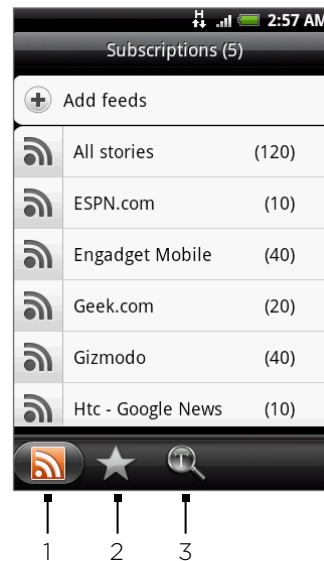 H 2:57 AM
Subscriptions (5)
Add feeds
All stories (120)
ESPN.com (10)
Engadget Mobile (40)
Geek.com (20)
Gizmodo (40)
Htc - Google News (10)
T
1 2 3